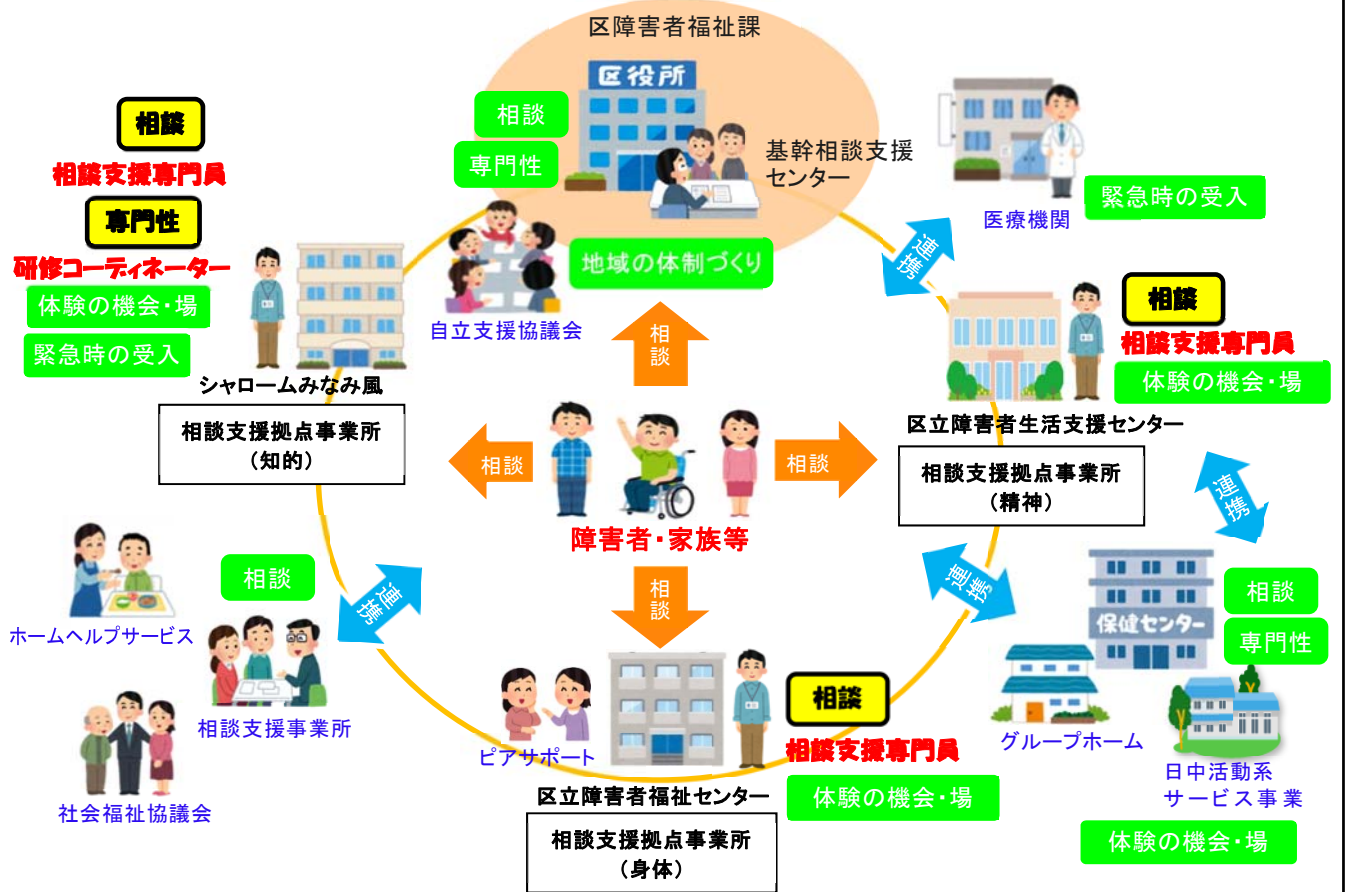 区障害者福祉課
区役所
相談
専門性
基幹相談支援
センター
地域の体制づくり
自立支援協議会
医療機関
緊急時の受入
連携
相談
相談支援専門員
専門性
研修コーディネーター
体験の機会・場
緊急時の受入
シャロームみなみ風
相談支援拠点事業所
（知的）
相談
相談
相談
相談
障害者・家族等
相談
相談支援専門員
体験の機会・場
区立障害者生活支援センター
相談支援拠点事業所
（精神）
連携
連携
連携
ホームヘルプサービス
相談
相談支援事業所
社会福祉協議会
ピアサポート
相談
相談支援専門員
体験の機会・場
区立障害者福祉センター
相談支援拠点事業所
（身体）
保健センター
相談
専門性
グループホーム
日中活動系
サービス事業
体験の機会・場